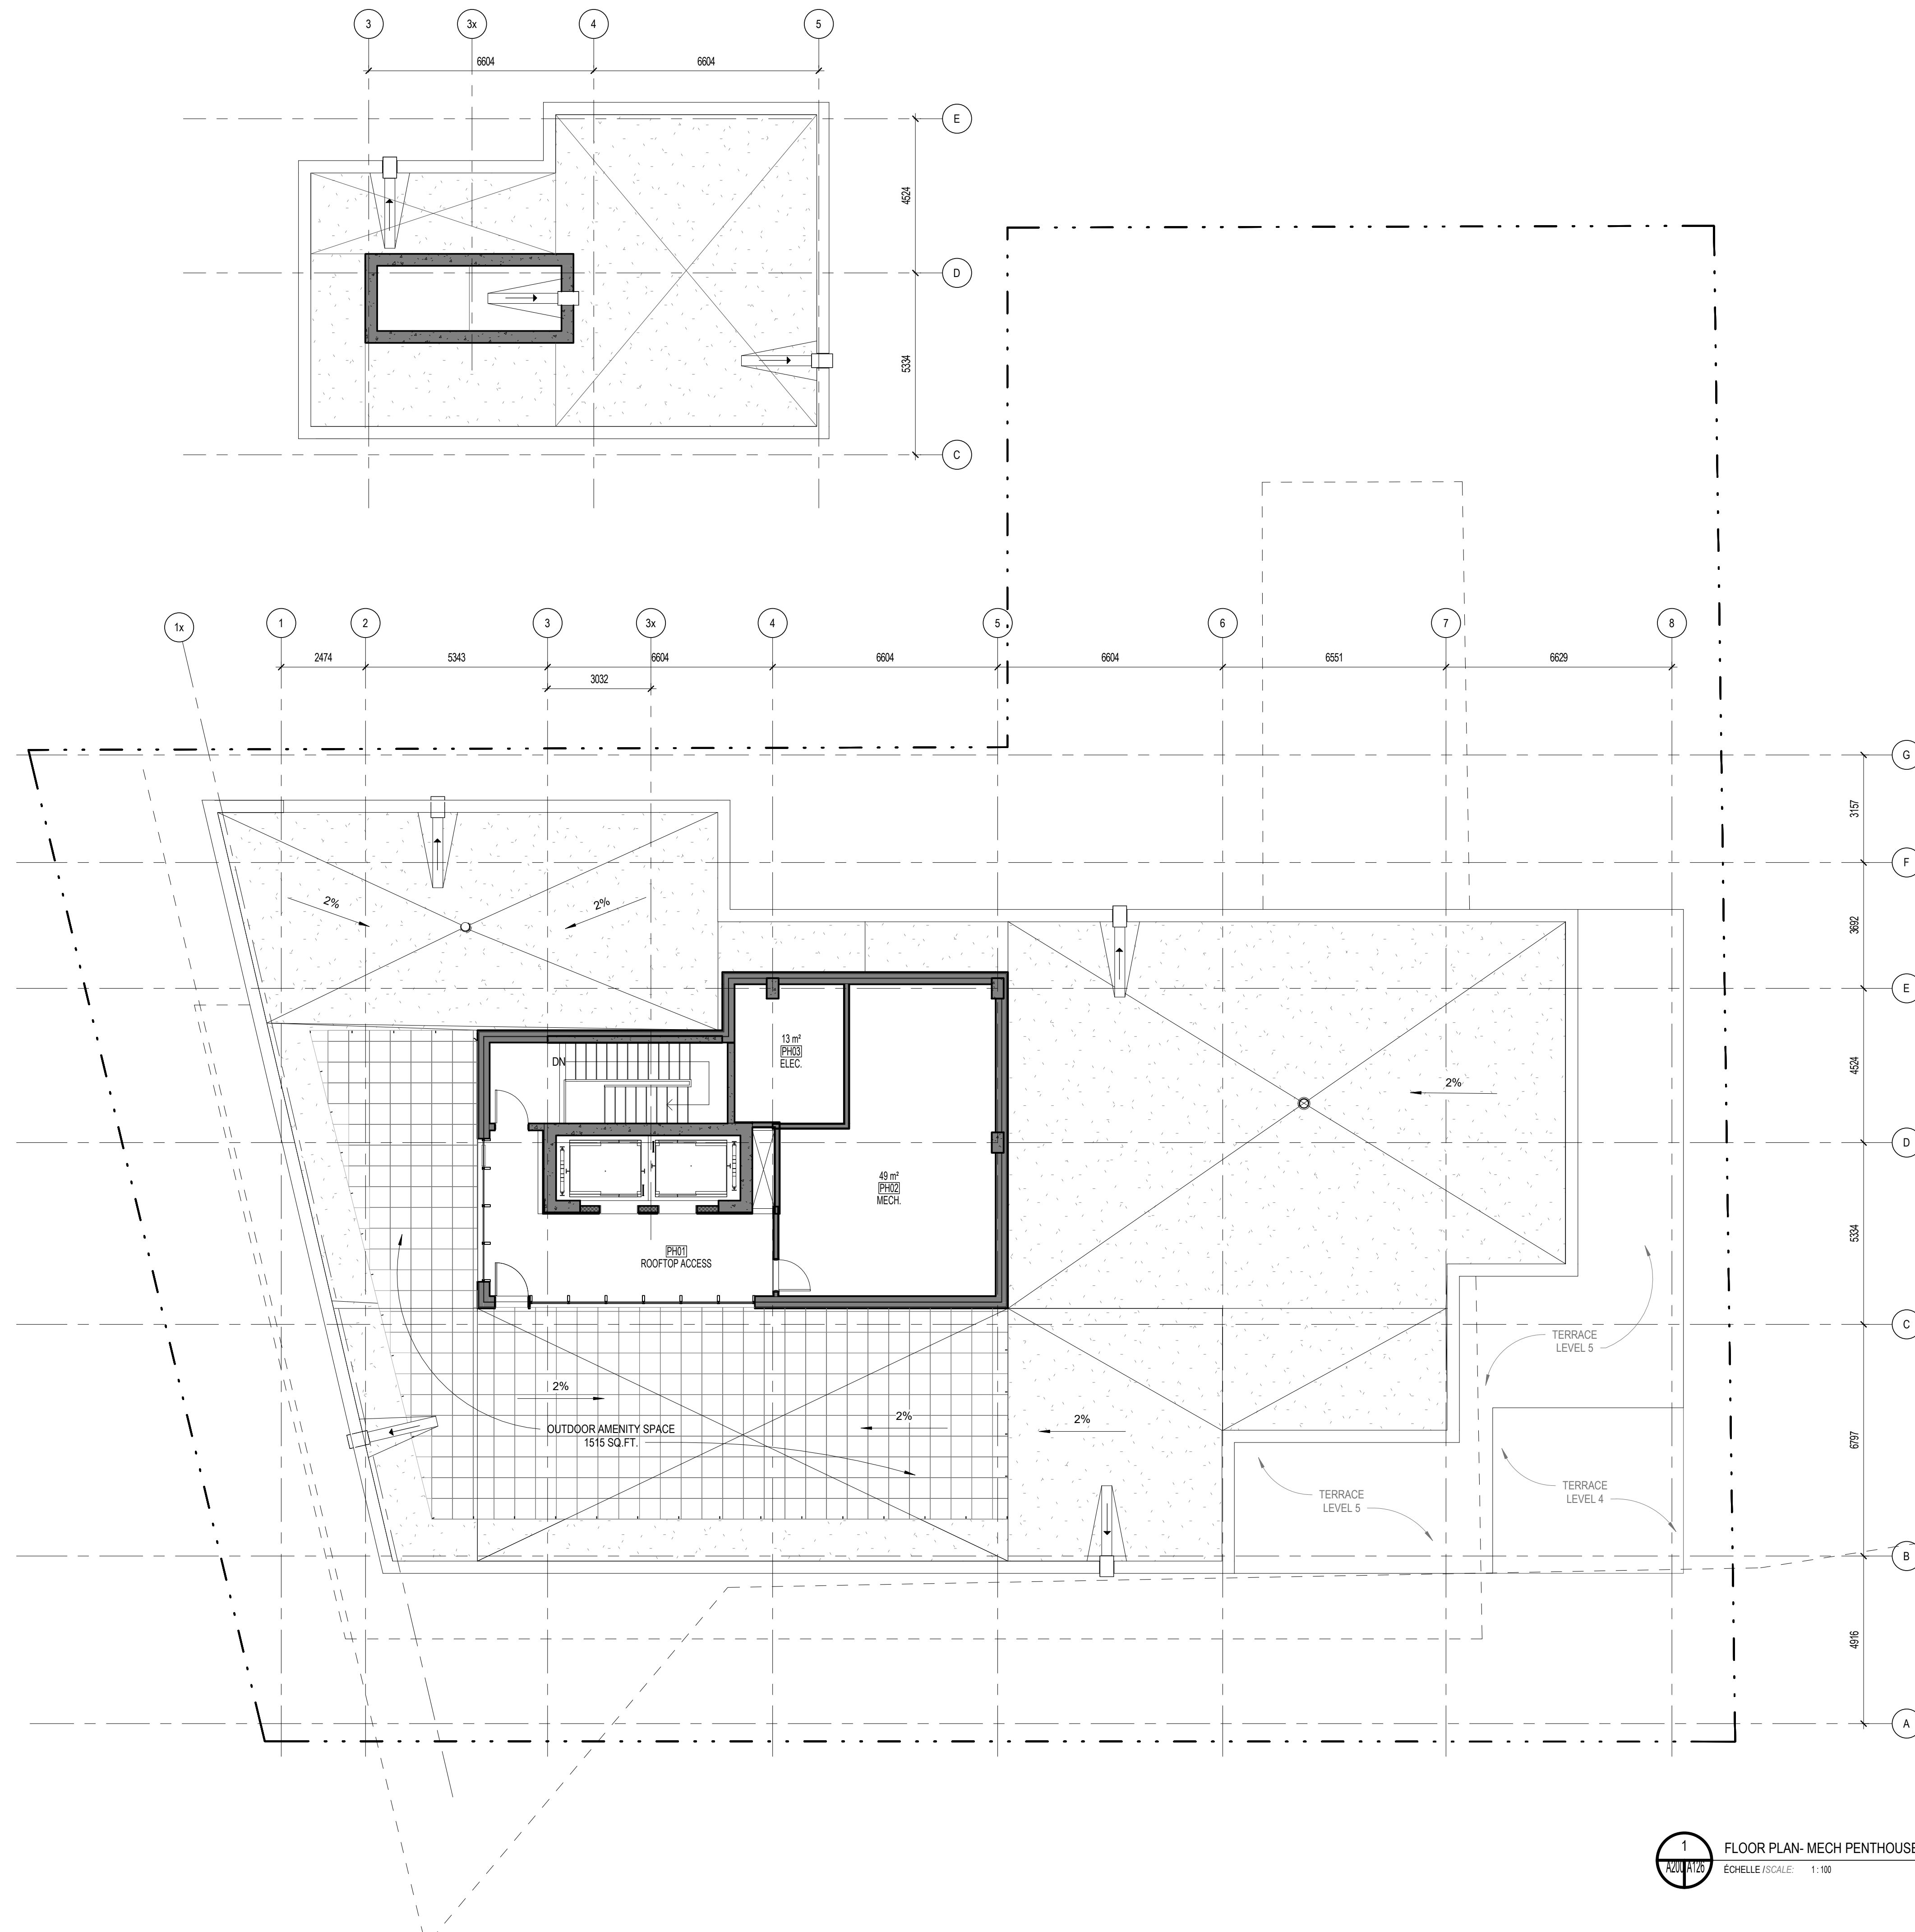 3
3x
4
5
6604
6604
E
4524
D
5334
C
1x
1
2
3
3x
4
5
6
7
8
2474
5343
6604
6604
6604
6551
6629
3032
G
3157
F
3692
E
4524
D
5334
C
6797
B
4916
A
2%
2%
2%
DN
13 m²
PH03
ELEC.
49 m²
PH02
MECH.
PH01
ROOFTOP ACCESS
TERRACE
LEVEL 5
2%
2%
2%
OUTDOOR AMENITY SPACE
1515 SQ.FT.
TERRACE
LEVEL 5
TERRACE
LEVEL 4
1
A200 A126
FLOOR PLAN- MECH PENTHOUSE
ÉCHELLE /SCALE: 1 : 100